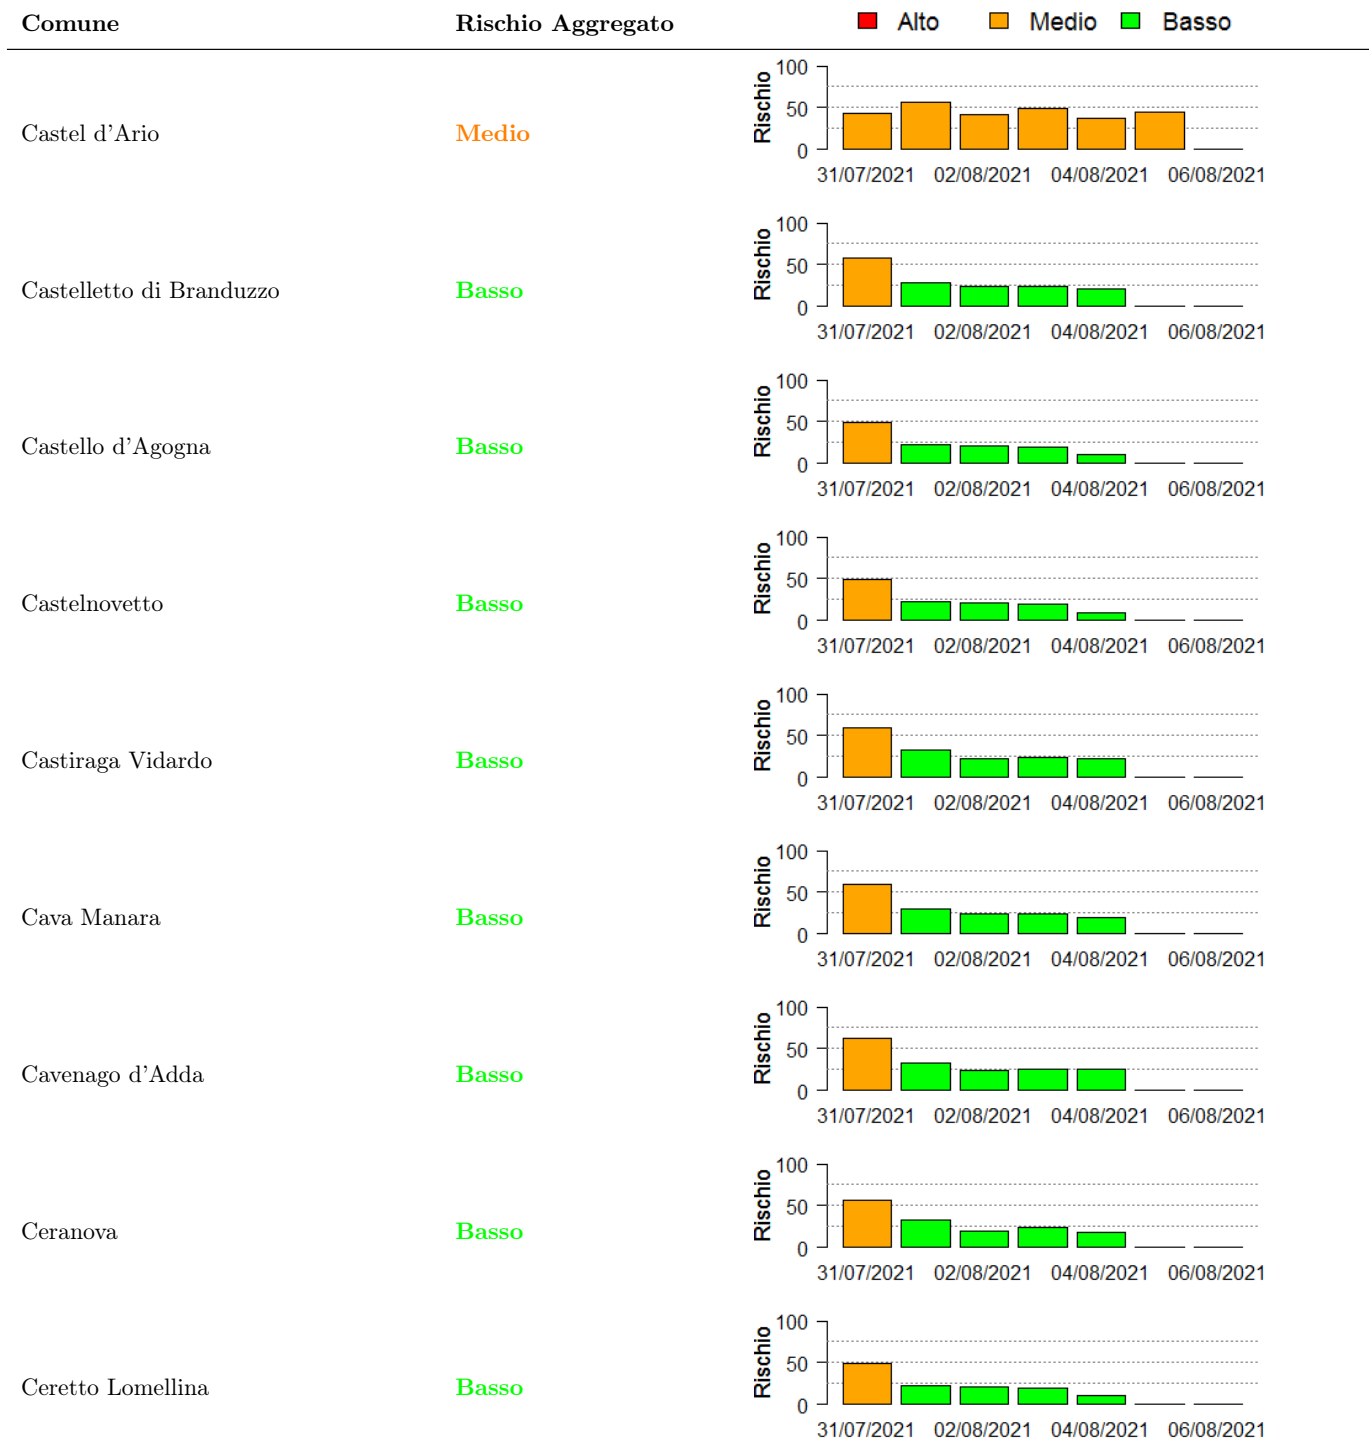 Comune Rischio Aggregato Alto Medio Basso
100
50
0
Rischio
Castel d'Ario Medio
31/07/2021 02/08/2021 04/08/2021 06/08/2021
100
50
0
Rischio
Castelletto di Branduzzo Basso
31/07/2021 02/08/2021 04/08/2021 06/08/2021
100
50
0
Rischio
Castello d'Agogna Basso
31/07/2021 02/08/2021 04/08/2021 06/08/2021
100
50
0
Rischio
Castelnovetto Basso
31/07/2021 02/08/2021 04/08/2021 06/08/2021
100
50
0
Rischio
Castiraga Vidardo Basso
31/07/2021 02/08/2021 04/08/2021 06/08/2021
100
50
0
Rischio
Cava Manara Basso
31/07/2021 02/08/2021 04/08/2021 06/08/2021
100
50
0
Rischio
Cavenago d'Adda Basso
31/07/2021 02/08/2021 04/08/2021 06/08/2021
100
50
0
Rischio
Ceranova Basso
31/07/2021 02/08/2021 04/08/2021 06/08/2021
100
50
0
Rischio
Ceretto Lomellina Basso
31/07/2021 02/08/2021 04/08/2021 06/08/2021